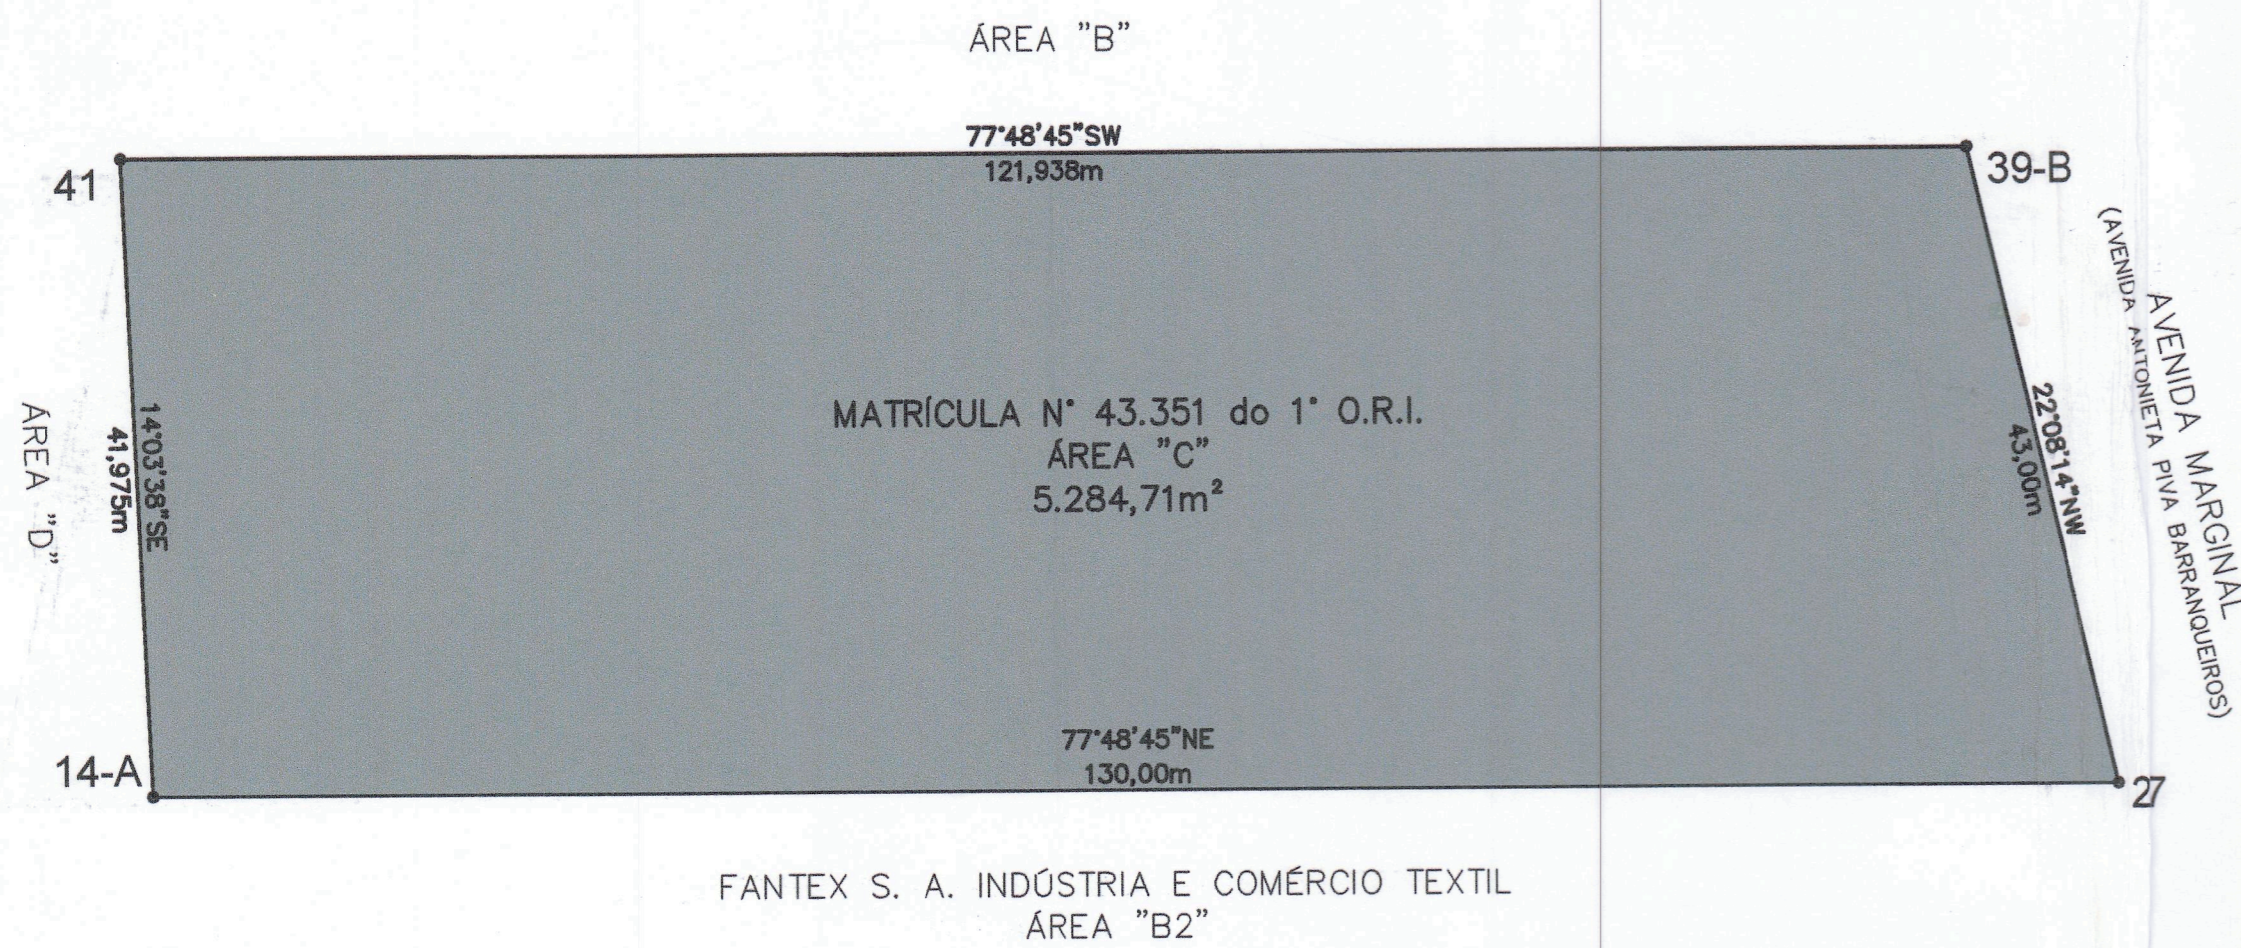 ÁREA "B"
77°48'45"SW
121,938m
41
39-B
(AVENIDA ANTONIETA PIVA BARRANQUEIROS)
AVENIDA MARGINAL
22°08'14"NW
43,00m
ÁREA "D"
14°03'38"SE
41,975m
MATRÍCULA N° 43.351 do 1° O.R.I.
ÁREA "C"
5.284,71m²
77°48'45"NE
130,00m
14-A
27
FANTEX S. A. INDÚSTRIA E COMÉRCIO TEXTIL
ÁREA "B2"